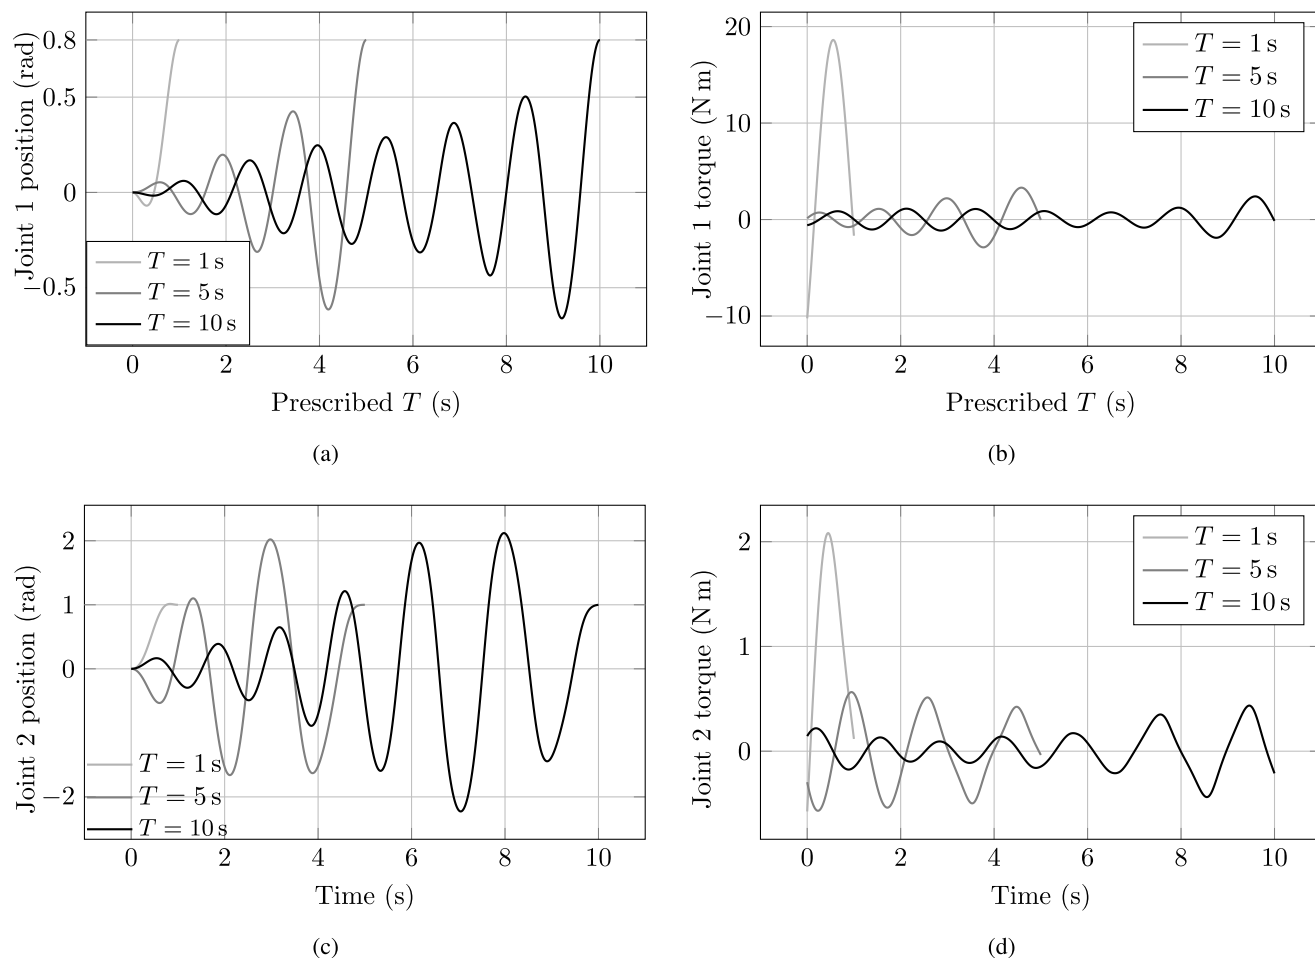 Joint 1 position (rad)
0.8
0.5
0
−0.5
T = 1 s
T = 5 s
T = 10 s
0 2 4 6 8 10
Prescribed T (s)
(a)
Joint 1 torque (N m)
20
10
0
−10
T = 1 s
T = 5 s
T = 10 s
0 2 4 6 8 10
Prescribed T (s)
(b)
Joint 2 position (rad)
2
1
0
−2
T = 1 s
T = 5 s
T = 10 s
0 2 4 6 8 10
Time (s)
(c)
Joint 2 torque (N m)
2
1
0
T = 1 s
T = 5 s
T = 10 s
0 2 4 6 8 10
Time (s)
(d)